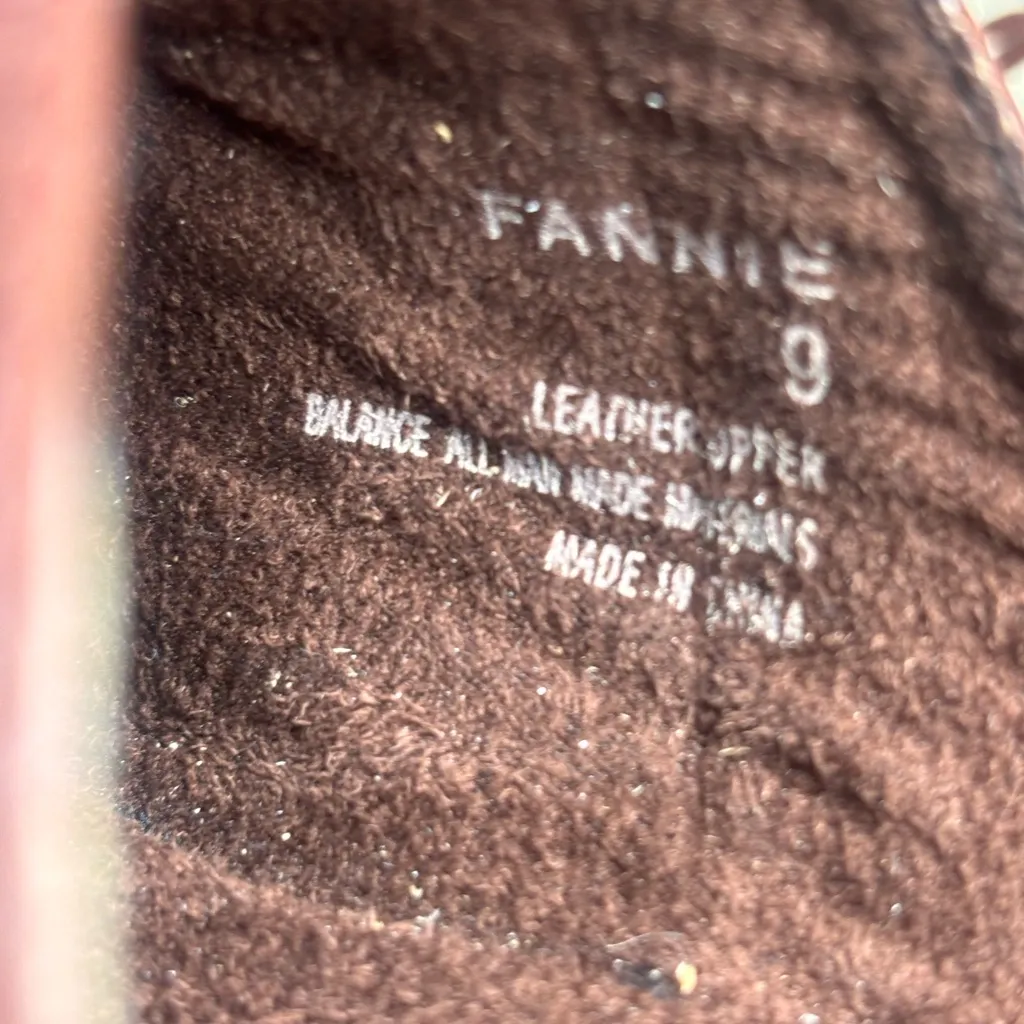 FANNIE
9
LEATHER UPPER
BALANCE ALL MAN MADE MATERIALS
MADE IN CHINA